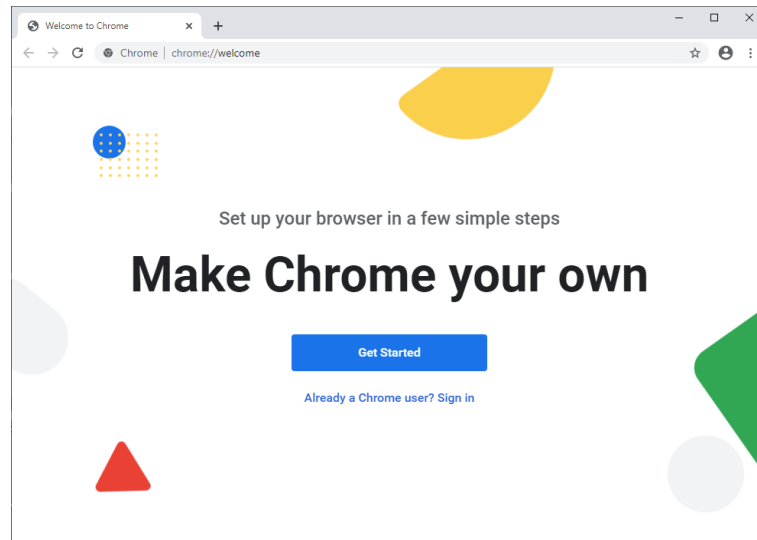 Welcome to Chrome
Chrome | chrome://welcome
Set up your browser in a few simple steps
Make Chrome your own
Get Started
Already a Chrome user? Sign in